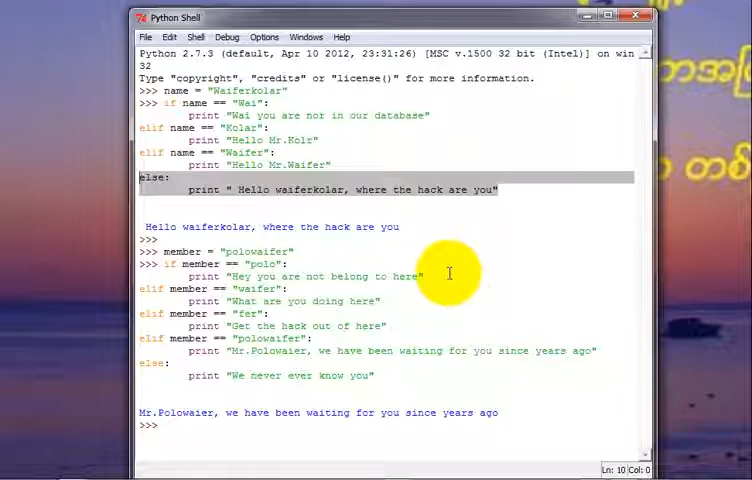 Python Shell
File Edit Shell Debug Options Windows Help
Python 2.7.3 (default, Apr 10 2012, 23:31:26) [MSC v.1500 32 bit (Intel)] on win
32
Type "copyright", "credits" or "license()" for more information.
>>> name = "Waiferkolar"
>>> if name == "Wai":
print "Wai you are nor in our database"
elif name == "Kolar":
print "Hello Mr.Kolr"
elif name == "Waifer":
print "Hello Mr.Waifer"
else:
print " Hello waiferkolar, where the hack are you"
Hello waiferkolar, where the hack are you
>>>
>>> member = "polowaifer"
>>> if member == "polo":
print "Hey you are not belong to here"
elif member == "waifer":
print "What are you doing here"
elif member == "fer":
print "Get the hack out of here"
elif member == "polowaifer":
print "Mr.Polowaier, we have been waiting for you since years ago"
else:
print "We never ever know you"
Mr.Polowaier, we have been waiting for you since years ago
>>>
Ln: 10 Col: 0
တစ်